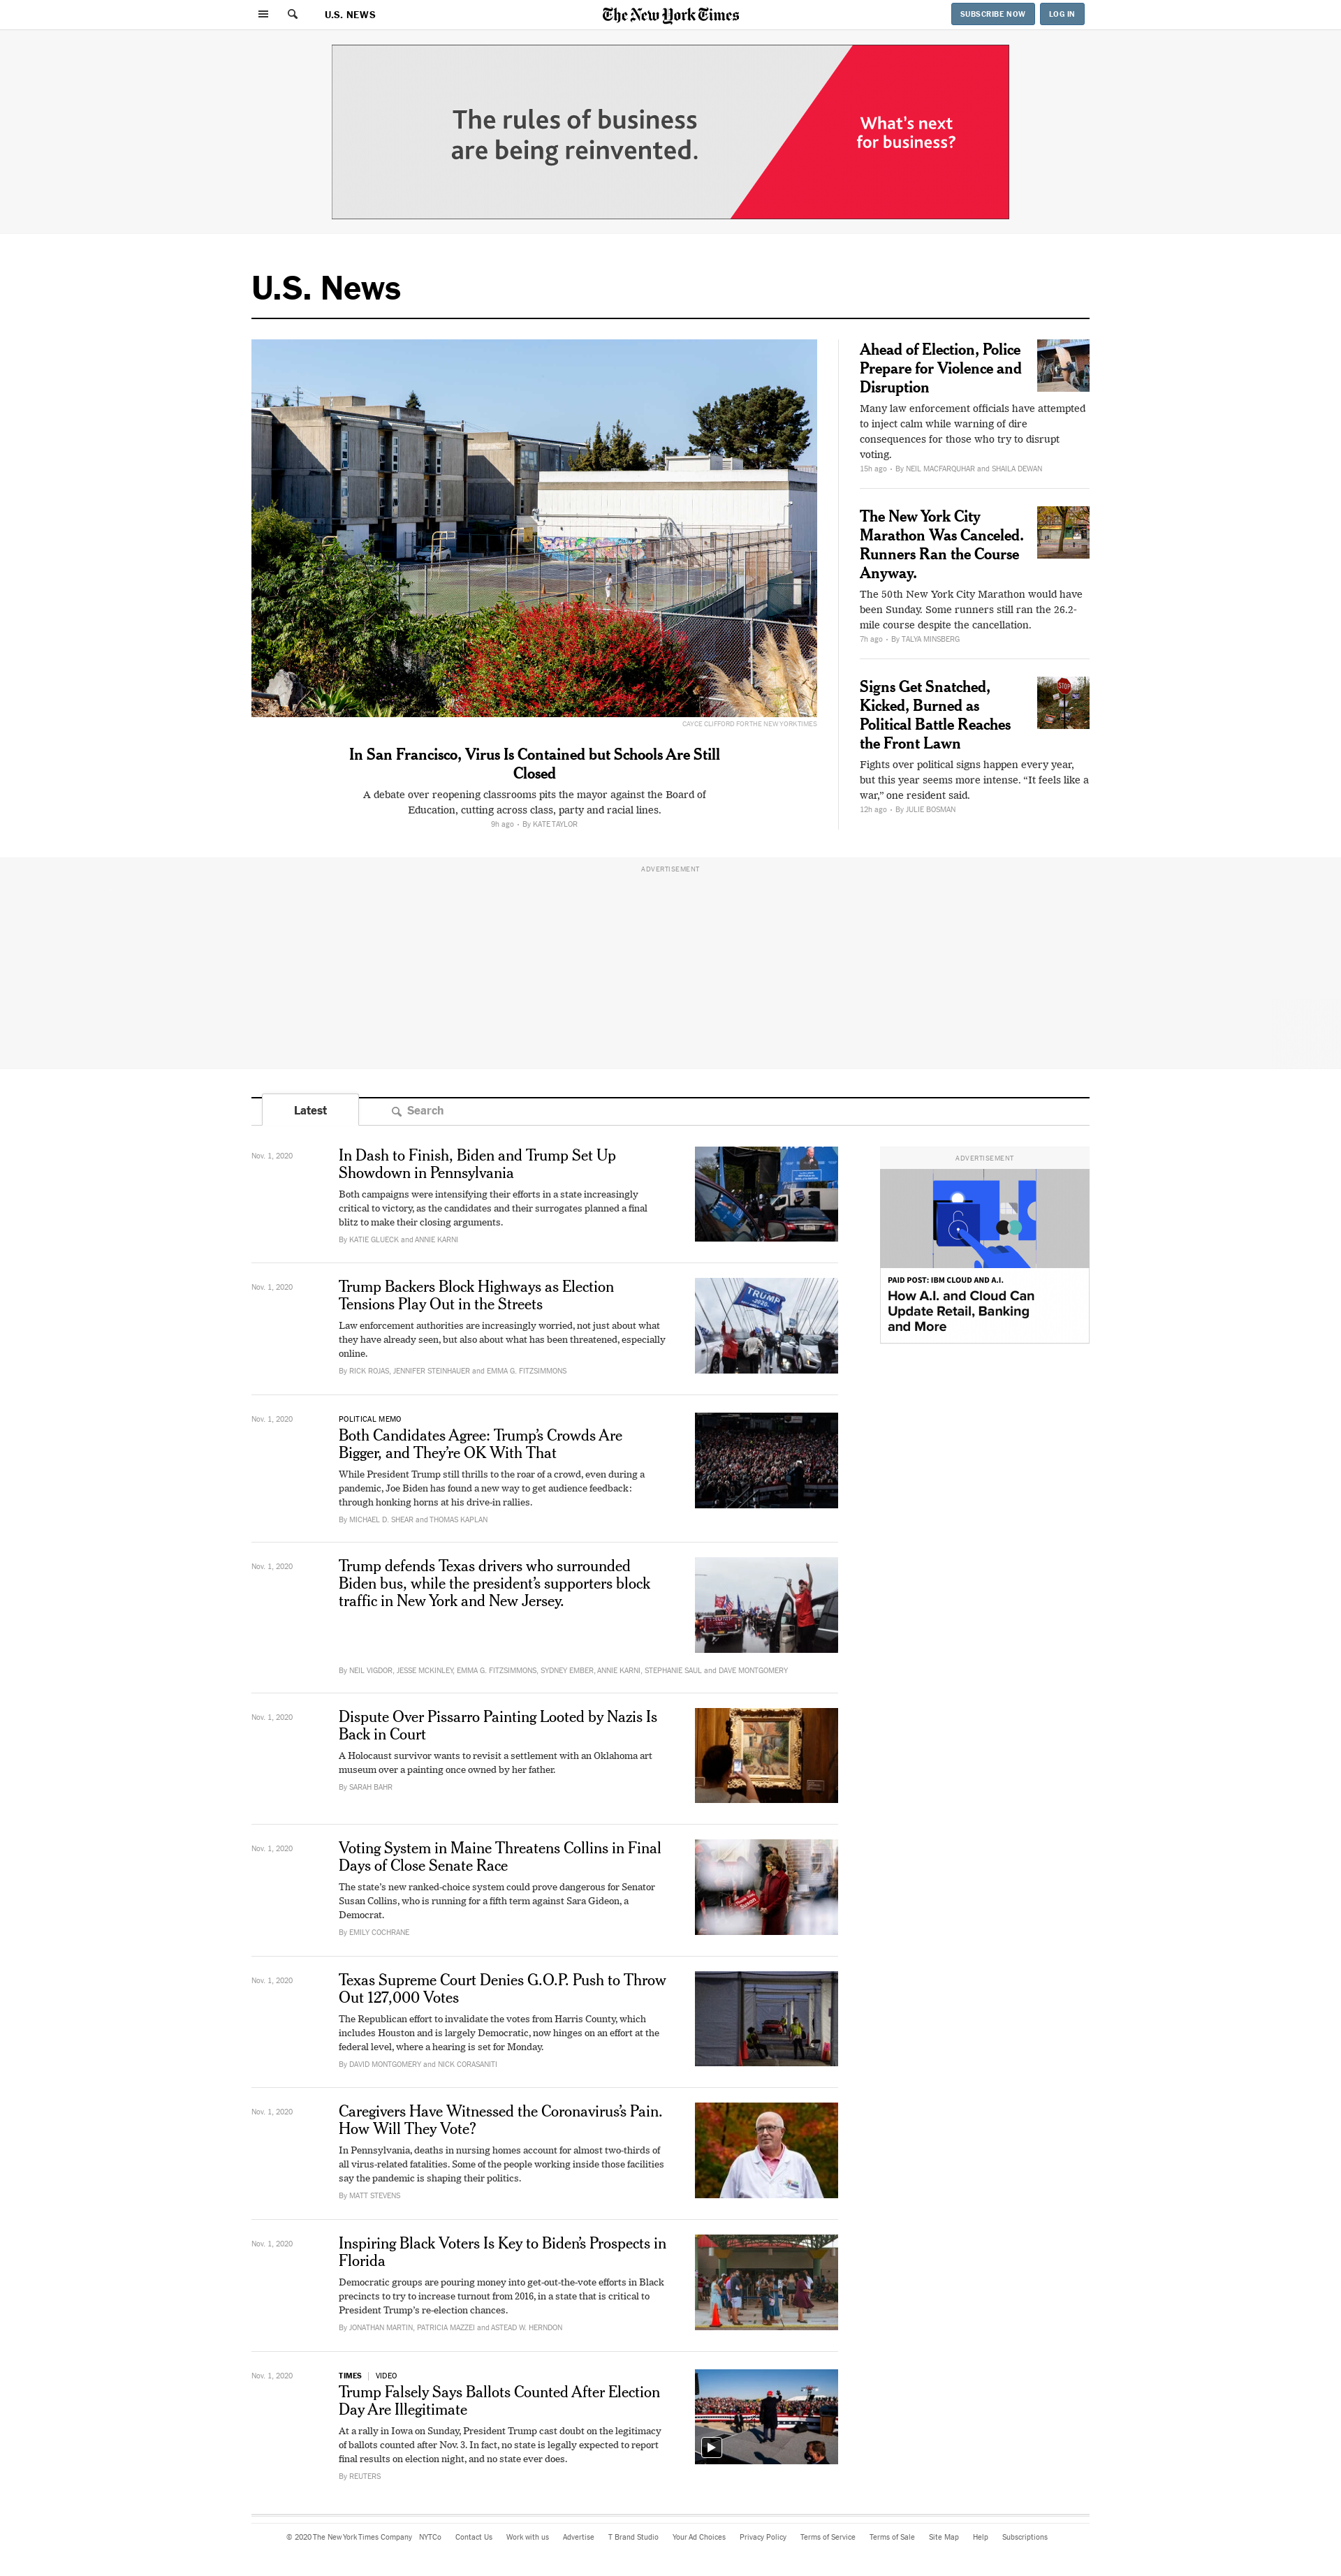 U.S. NEWS
The New York Times
SUBSCRIBE NOW
LOG IN
The rules of business
are being reinvented.
What's next
for business?
U.S. News
CAYCE CLIFFORD FOR THE NEW YORK TIMES
In San Francisco, Virus Is Contained but Schools Are Still
Closed
A debate over reopening classrooms pits the mayor against the Board of
Education, cutting across class, party and racial lines.
9h ago • By KATE TAYLOR
Ahead of Election, Police
Prepare for Violence and
Disruption
Many law enforcement officials have attempted
to inject calm while warning of dire
consequences for those who try to disrupt
voting.
15h ago • By NEIL MACFARQUHAR and SHAILA DEWAN
The New York City
Marathon Was Canceled.
Runners Ran the Course
Anyway.
The 50th New York City Marathon would have
been Sunday. Some runners still ran the 26.2-
mile course despite the cancellation.
7h ago • By TALYA MINSBERG
Signs Get Snatched,
Kicked, Burned as
Political Battle Reaches
the Front Lawn
Fights over political signs happen every year,
but this year seems more intense. “It feels like a
war,” one resident said.
12h ago • By JULIE BOSMAN
ADVERTISEMENT
Latest
Search
Nov. 1, 2020
In Dash to Finish, Biden and Trump Set Up
Showdown in Pennsylvania
Both campaigns were intensifying their efforts in a state increasingly
critical to victory, as the candidates and their surrogates planned a final
blitz to make their closing arguments.
By KATIE GLUECK and ANNIE KARNI
ADVERTISEMENT
PAID POST: IBM CLOUD AND A.I.
How A.I. and Cloud Can
Update Retail, Banking
and More
Nov. 1, 2020
Trump Backers Block Highways as Election
Tensions Play Out in the Streets
Law enforcement authorities are increasingly worried, not just about what
they have already seen, but also about what has been threatened, especially
online.
By RICK ROJAS, JENNIFER STEINHAUER and EMMA G. FITZSIMMONS
TRUMP
2020
Nov. 1, 2020
POLITICAL MEMO
Both Candidates Agree: Trump’s Crowds Are
Bigger, and They’re OK With That
While President Trump still thrills to the roar of a crowd, even during a
pandemic, Joe Biden has found a new way to get audience feedback:
through honking horns at his drive-in rallies.
By MICHAEL D. SHEAR and THOMAS KAPLAN
Nov. 1, 2020
Trump defends Texas drivers who surrounded
Biden bus, while the president’s supporters block
traffic in New York and New Jersey.
By NEIL VIGDOR, JESSE MCKINLEY, EMMA G. FITZSIMMONS, SYDNEY EMBER, ANNIE KARNI, STEPHANIE SAUL and DAVE MONTGOMERY
Nov. 1, 2020
Dispute Over Pissarro Painting Looted by Nazis Is
Back in Court
A Holocaust survivor wants to revisit a settlement with an Oklahoma art
museum over a painting once owned by her father.
By SARAH BAHR
Nov. 1, 2020
Voting System in Maine Threatens Collins in Final
Days of Close Senate Race
The state’s new ranked-choice system could prove dangerous for Senator
Susan Collins, who is running for a fifth term against Sara Gideon, a
Democrat.
By EMILY COCHRANE
Nov. 1, 2020
Texas Supreme Court Denies G.O.P. Push to Throw
Out 127,000 Votes
The Republican effort to invalidate the votes from Harris County, which
includes Houston and is largely Democratic, now hinges on an effort at the
federal level, where a hearing is set for Monday.
By DAVID MONTGOMERY and NICK CORASANITI
Nov. 1, 2020
Caregivers Have Witnessed the Coronavirus’s Pain.
How Will They Vote?
In Pennsylvania, deaths in nursing homes account for almost two-thirds of
all virus-related fatalities. Some of the people working inside those facilities
say the pandemic is shaping their politics.
By MATT STEVENS
Nov. 1, 2020
Inspiring Black Voters Is Key to Biden’s Prospects in
Florida
Democratic groups are pouring money into get-out-the-vote efforts in Black
precincts to try to increase turnout from 2016, in a state that is critical to
President Trump’s re-election chances.
By JONATHAN MARTIN, PATRICIA MAZZEI and ASTEAD W. HERNDON
Nov. 1, 2020
TIMES | VIDEO
Trump Falsely Says Ballots Counted After Election
Day Are Illegitimate
At a rally in Iowa on Sunday, President Trump cast doubt on the legitimacy
of ballots counted after Nov. 3. In fact, no state is legally expected to report
final results on election night, and no state ever does.
By REUTERS
© 2020 The New York Times Company NYTCo Contact Us Work with us Advertise T Brand Studio Your Ad Choices Privacy Policy Terms of Service Terms of Sale Site Map Help Subscriptions